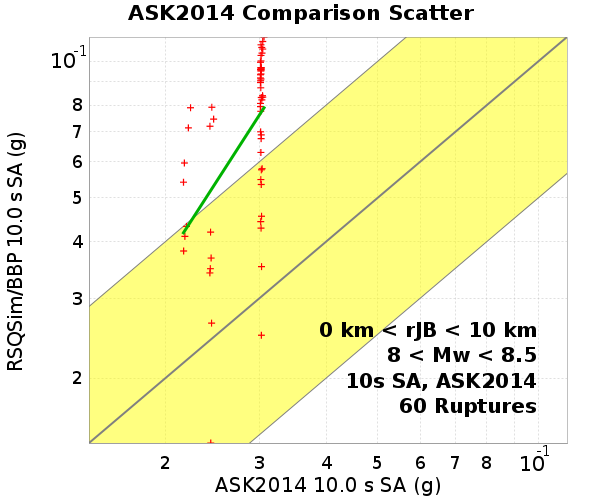 ASK2014 Comparison Scatter
RSQSim/BBP 10.0 s SA (g)
10-1
8
7
6
5
4
3
2
0 km < rJB < 10 km
8 < Mw < 8.5
10s SA, ASK2014
60 Ruptures
2 3 4 5 6 7 8 10-1
ASK2014 10.0 s SA (g)